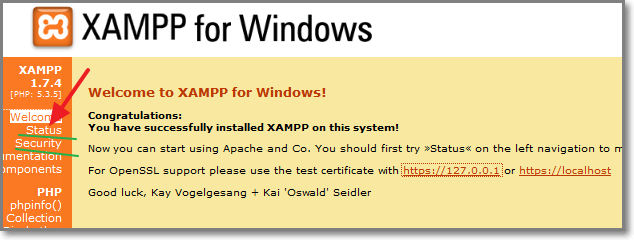 XAMPP for Windows
XAMPP
1.7.4
[PHP: 5.3.5]
Welcome
Status
Security
umentation
omponents
PHP
phpinfo()
Collection
Welcome to XAMPP for Windows!
Congratulations:
You have successfully installed XAMPP on this system!
Now you can start using Apache and Co. You should first try »Status« on the left navigation to m
For OpenSSL support please use the test certificate with https://127.0.0.1 or https://localhost
Good luck, Kay Vogelgesang + Kai 'Oswald' Seidler